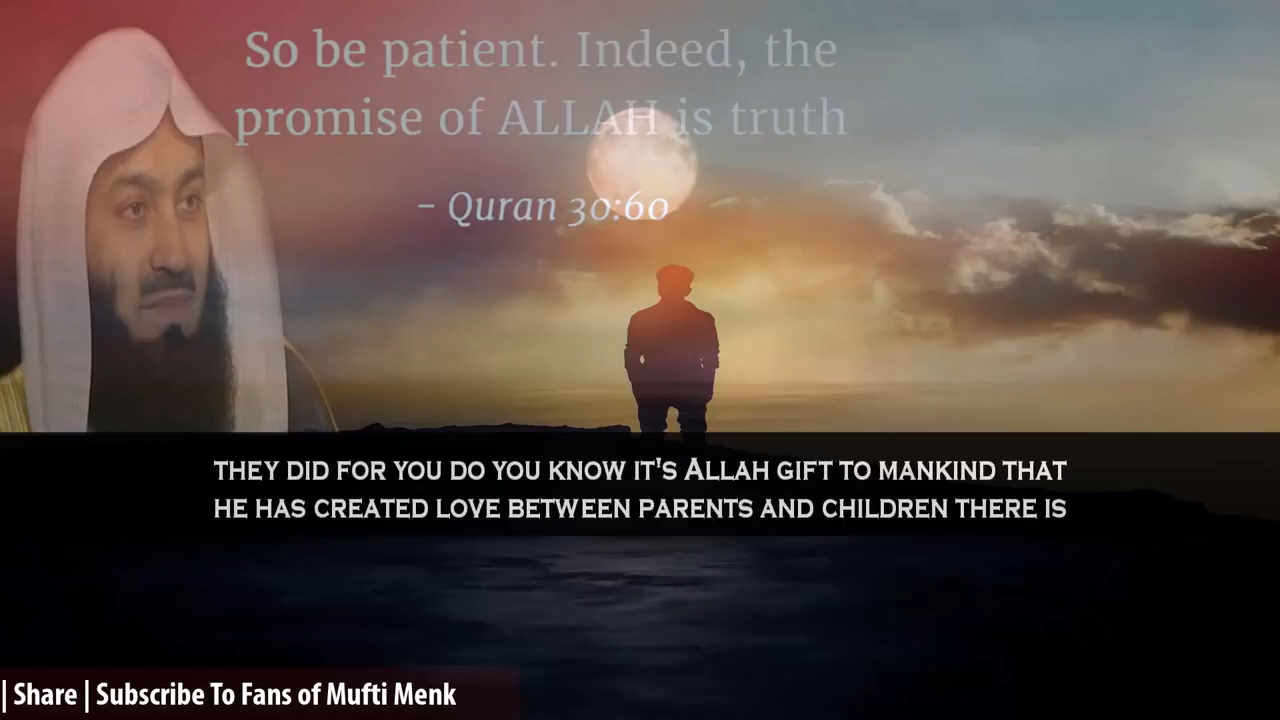 So be patient. Indeed, the
promise of ALLAH is truth
- Quran 30:60
THEY DID FOR YOU DO YOU KNOW IT'S ALLAH GIFT TO MANKIND THAT
HE HAS CREATED LOVE BETWEEN PARENTS AND CHILDREN THERE IS
| Share | Subscribe To Fans of Mufti Menk